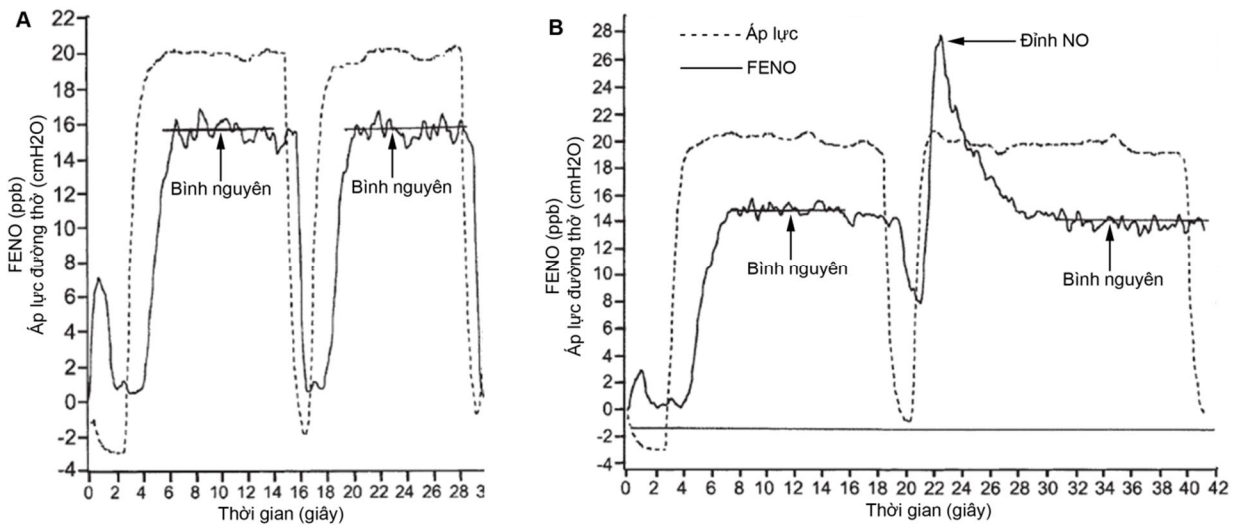 A
FENO (ppb)
Áp lực đường thở (cmH2O)
22
20
18
16
14
12
10
8
6
4
2
0
-2
-4
Bình nguyên
Bình nguyên
0 2 4 6 8 10 12 14 16 18 20 22 24 26 28 3
Thời gian (giây)
B
Áp lực
FENO
Đỉnh NO
FENO (ppb)
Áp lực đường thở (cmH2O)
28
26
24
22
20
18
16
14
12
10
8
6
4
2
0
-2
-4
Bình nguyên
Bình nguyên
0 2 4 6 8 10 12 14 16 18 20 22 24 26 28 30 32 34 36 38 40 42
Thời gian (giây)